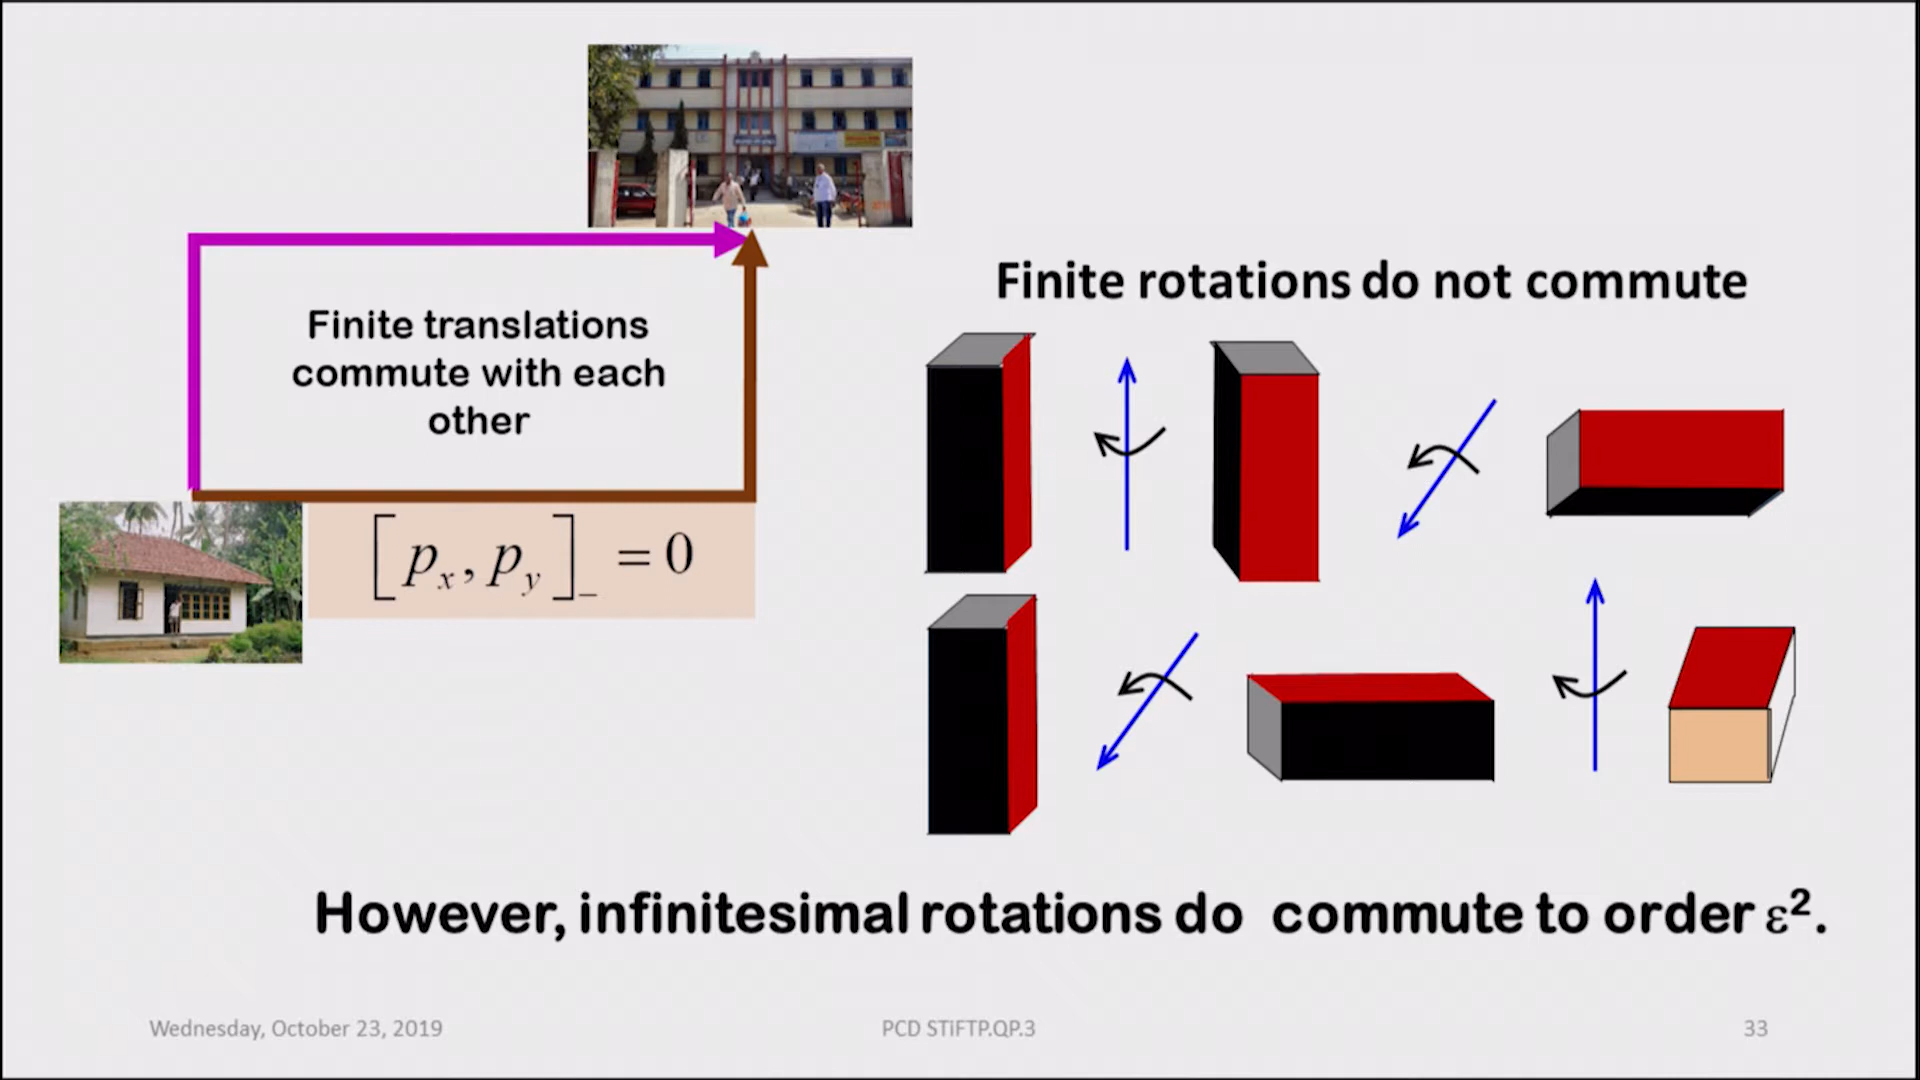 Finite translations
commute with each
other
[p_x, p_y]_− = 0
Finite rotations do not commute
However, infinitesimal rotations do commute to order ε².
Wednesday, October 23, 2019
PCD STiFTP.QP.3
33